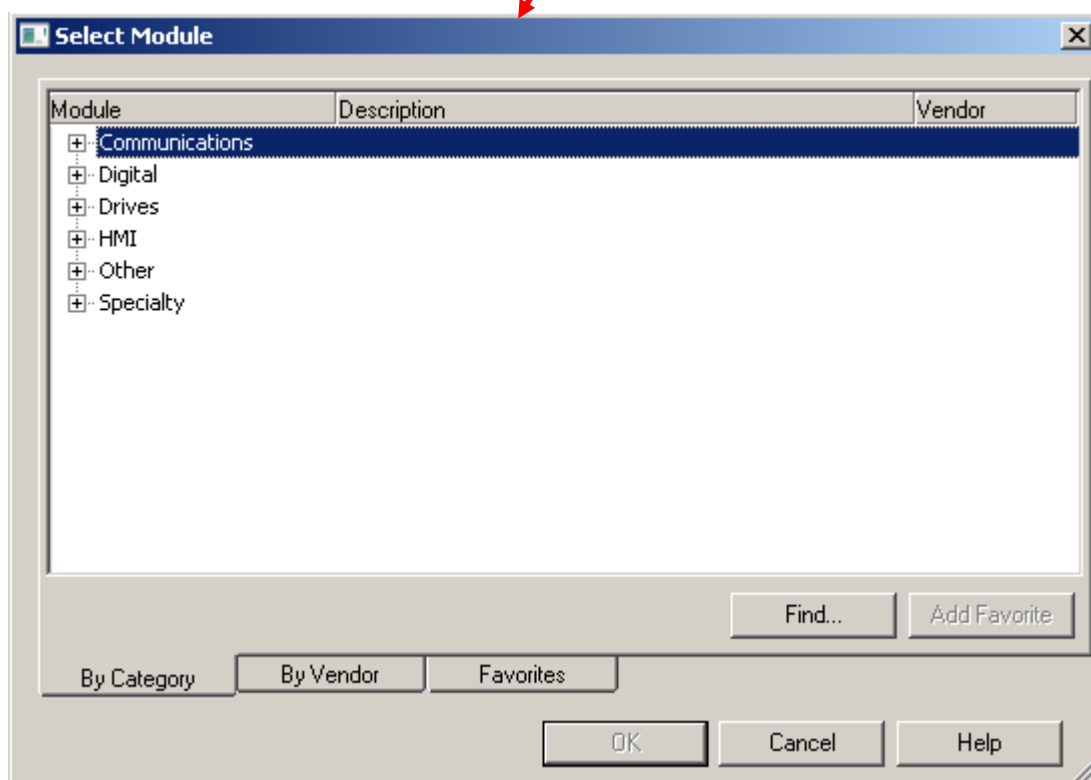 Select Module
Module Description Vendor
Communications
Digital
Drives
HMI
Other
Specialty
Find... Add Favorite
By Category By Vendor Favorites
OK Cancel Help